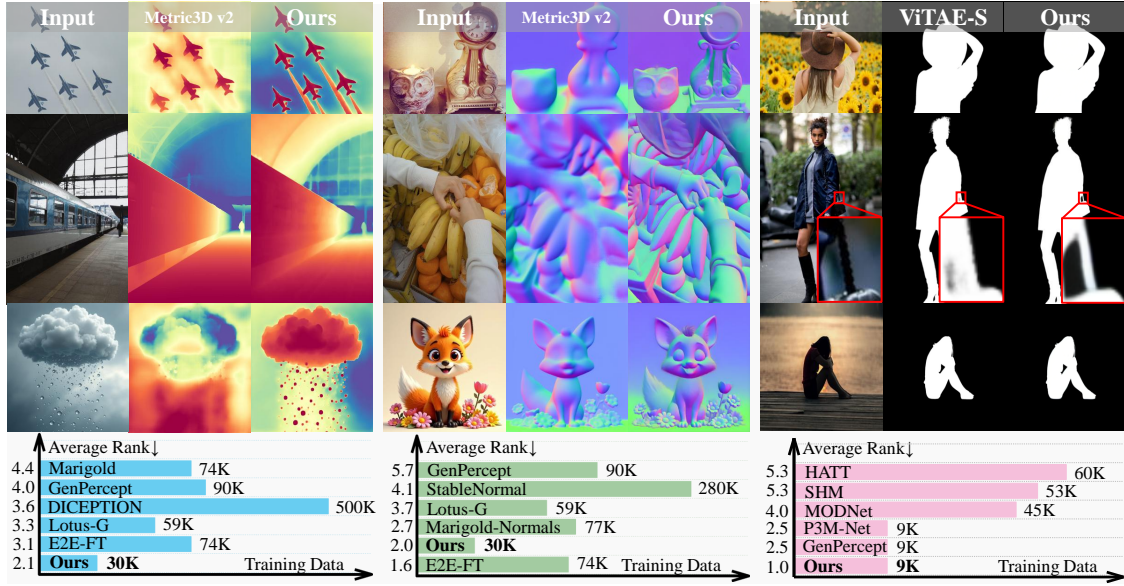 Input Metric3D v2 Ours
Input Metric3D v2 Ours
Input ViTAE-S Ours
Average Rank↓
4.4 Marigold 74K
4.0 GenPercept 90K
3.6 DICEPTION 500K
3.3 Lotus-G 59K
3.1 E2E-FT 74K
2.1 Ours 30K Training Data
Average Rank↓
5.7 GenPercept 90K
4.1 StableNormal 280K
3.7 Lotus-G 59K
2.7 Marigold-Normals 77K
2.0 Ours 30K
1.6 E2E-FT 74K Training Data
Average Rank↓
5.3 HATT 60K
5.3 SHM 53K
4.0 MODNet 45K
2.5 P3M-Net 9K
2.5 GenPercept 9K
1.0 Ours 9K Training Data